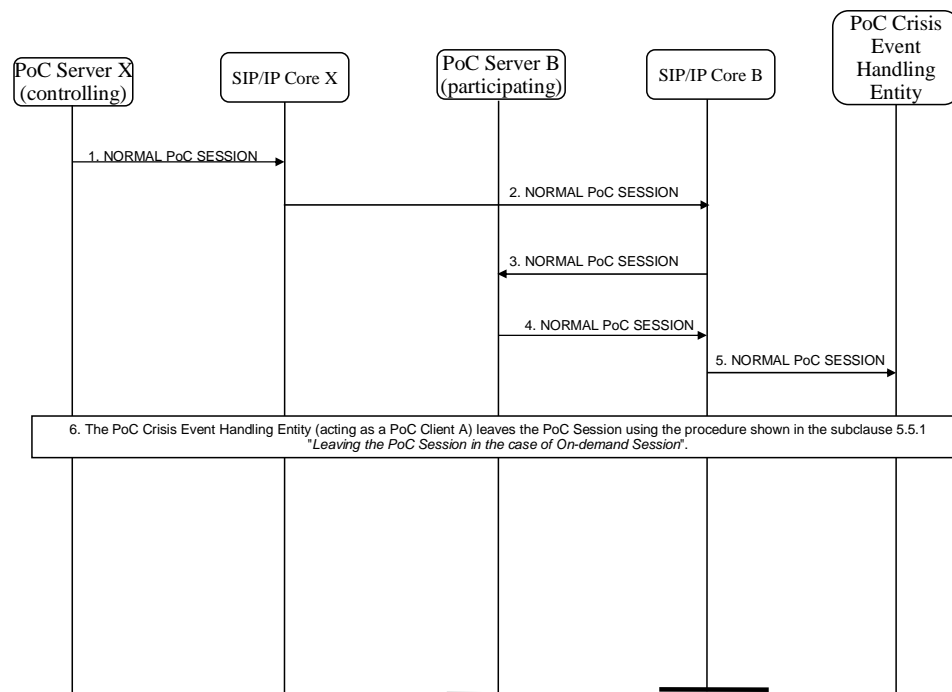 PoC Server X
(controlling)
SIP/IP Core X
PoC Server B
(participating)
SIP/IP Core B
PoC Crisis
Event
Handling
Entity
1. NORMAL PoC SESSION
2. NORMAL PoC SESSION
3. NORMAL PoC SESSION
4. NORMAL PoC SESSION
5. NORMAL PoC SESSION
6. The PoC Crisis Event Handling Entity (acting as a PoC Client A) leaves the PoC Session using the procedure shown in the subclause 5.5.1
"Leaving the PoC Session in the case of On-demand Session".